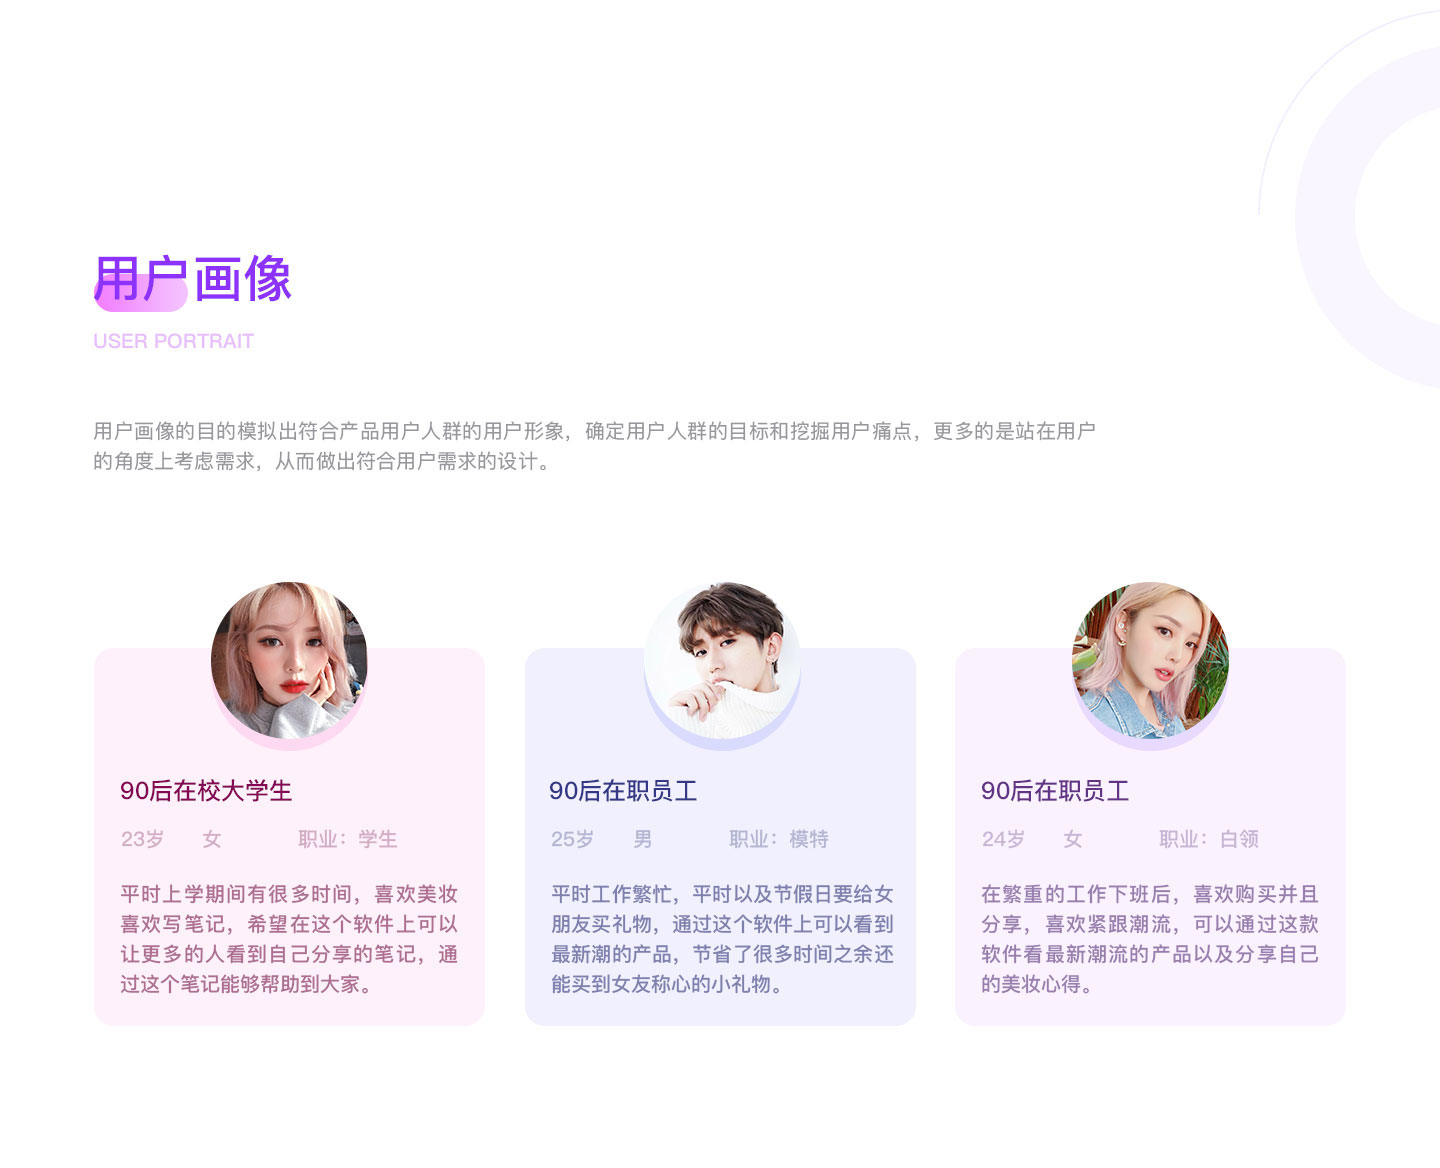 用户画像
USER PORTRAIT
用户画像的目的模拟出符合产品用户人群的用户形象，确定用户人群的目标和挖掘用户痛点，更多的是站在用户
的角度上考虑需求，从而做出符合用户需求的设计。
90后在校大学生
23岁 女 职业：学生
平时上学期间有很多时间，喜欢美妆
喜欢写笔记，希望在这个软件上可以
让更多的人看到自己分享的笔记，通
过这个笔记能够帮助到大家。
90后在职员工
25岁 男 职业：模特
平时工作繁忙，平时以及节假日要给女
朋友买礼物，通过这个软件上可以看到
最新潮的产品，节省了很多时间之余还
能买到女友称心的小礼物。
90后在职员工
24岁 女 职业：白领
在繁重的工作下班后，喜欢购买并且
分享，喜欢紧跟潮流，可以通过这款
软件看最新潮流的产品以及分享自己
的美妆心得。